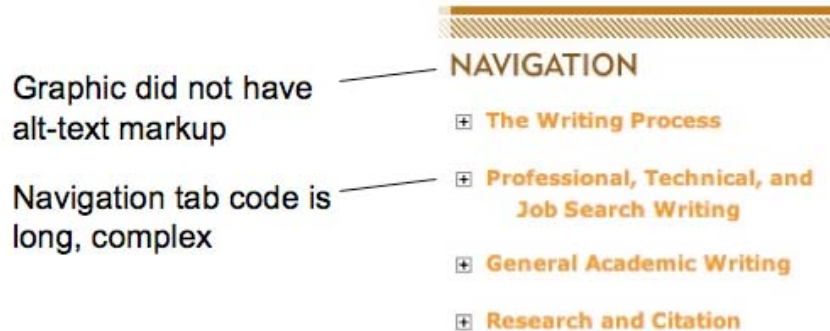 Graphic did not have
alt-text markup
Navigation tab code is
long, complex
NAVIGATION
The Writing Process
Professional, Technical, and
Job Search Writing
General Academic Writing
Research and Citation